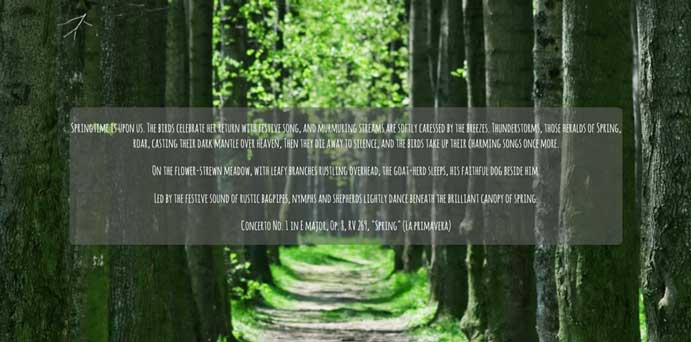 Springtime is upon us. The birds celebrate her return with festive song, and murmuring streams are softly caressed by the breezes. Thunderstorms, those heralds of Spring,
roar, casting their dark mantle over heaven, Then they die away to silence, and the birds take up their charming songs once more.
On the flower-strewn meadow, with leafy branches rustling overhead, the goat-herd sleeps, his faithful dog beside him.
Led by the festive sound of rustic bagpipes, nymphs and shepherds lightly dance beneath the brilliant canopy of spring.
Concerto No. 1 in E major, Op. 8, RV 269, "Spring" (La primavera)